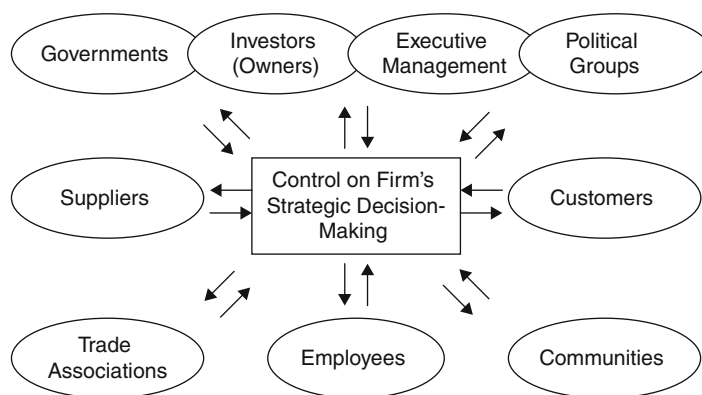 Governments
Investors
(Owners)
Executive
Management
Political
Groups
Suppliers
Control on Firm's
Strategic Decision-
Making
Customers
Trade
Associations
Employees
Communities